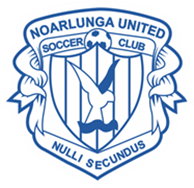 NOARLUNGA UNITED
SOCCER CLUB
NULLI SECUNDUS